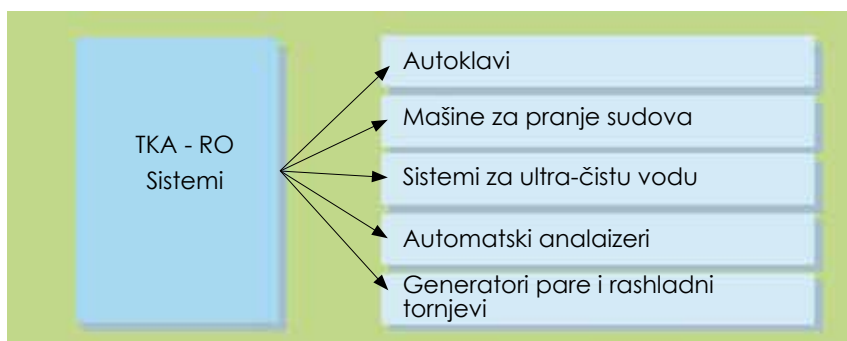 TKA - RO
Sistemi
Autoklavi
Mašine za pranje sudova
Sistemi za ultra-čistu vodu
Automatski analaizeri
Generatori pare i rashladni
tornjevi